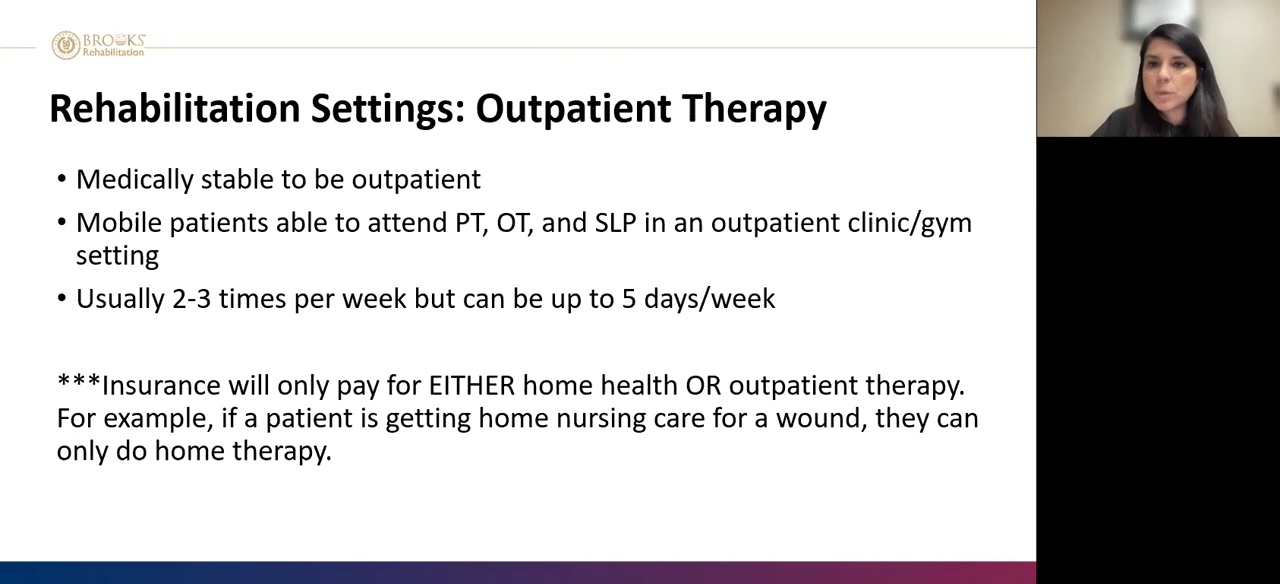 BROOKS
Rehabilitation
Rehabilitation Settings: Outpatient Therapy
• Medically stable to be outpatient
• Mobile patients able to attend PT, OT, and SLP in an outpatient clinic/gym
setting
• Usually 2-3 times per week but can be up to 5 days/week
***Insurance will only pay for EITHER home health OR outpatient therapy.
For example, if a patient is getting home nursing care for a wound, they can
only do home therapy.